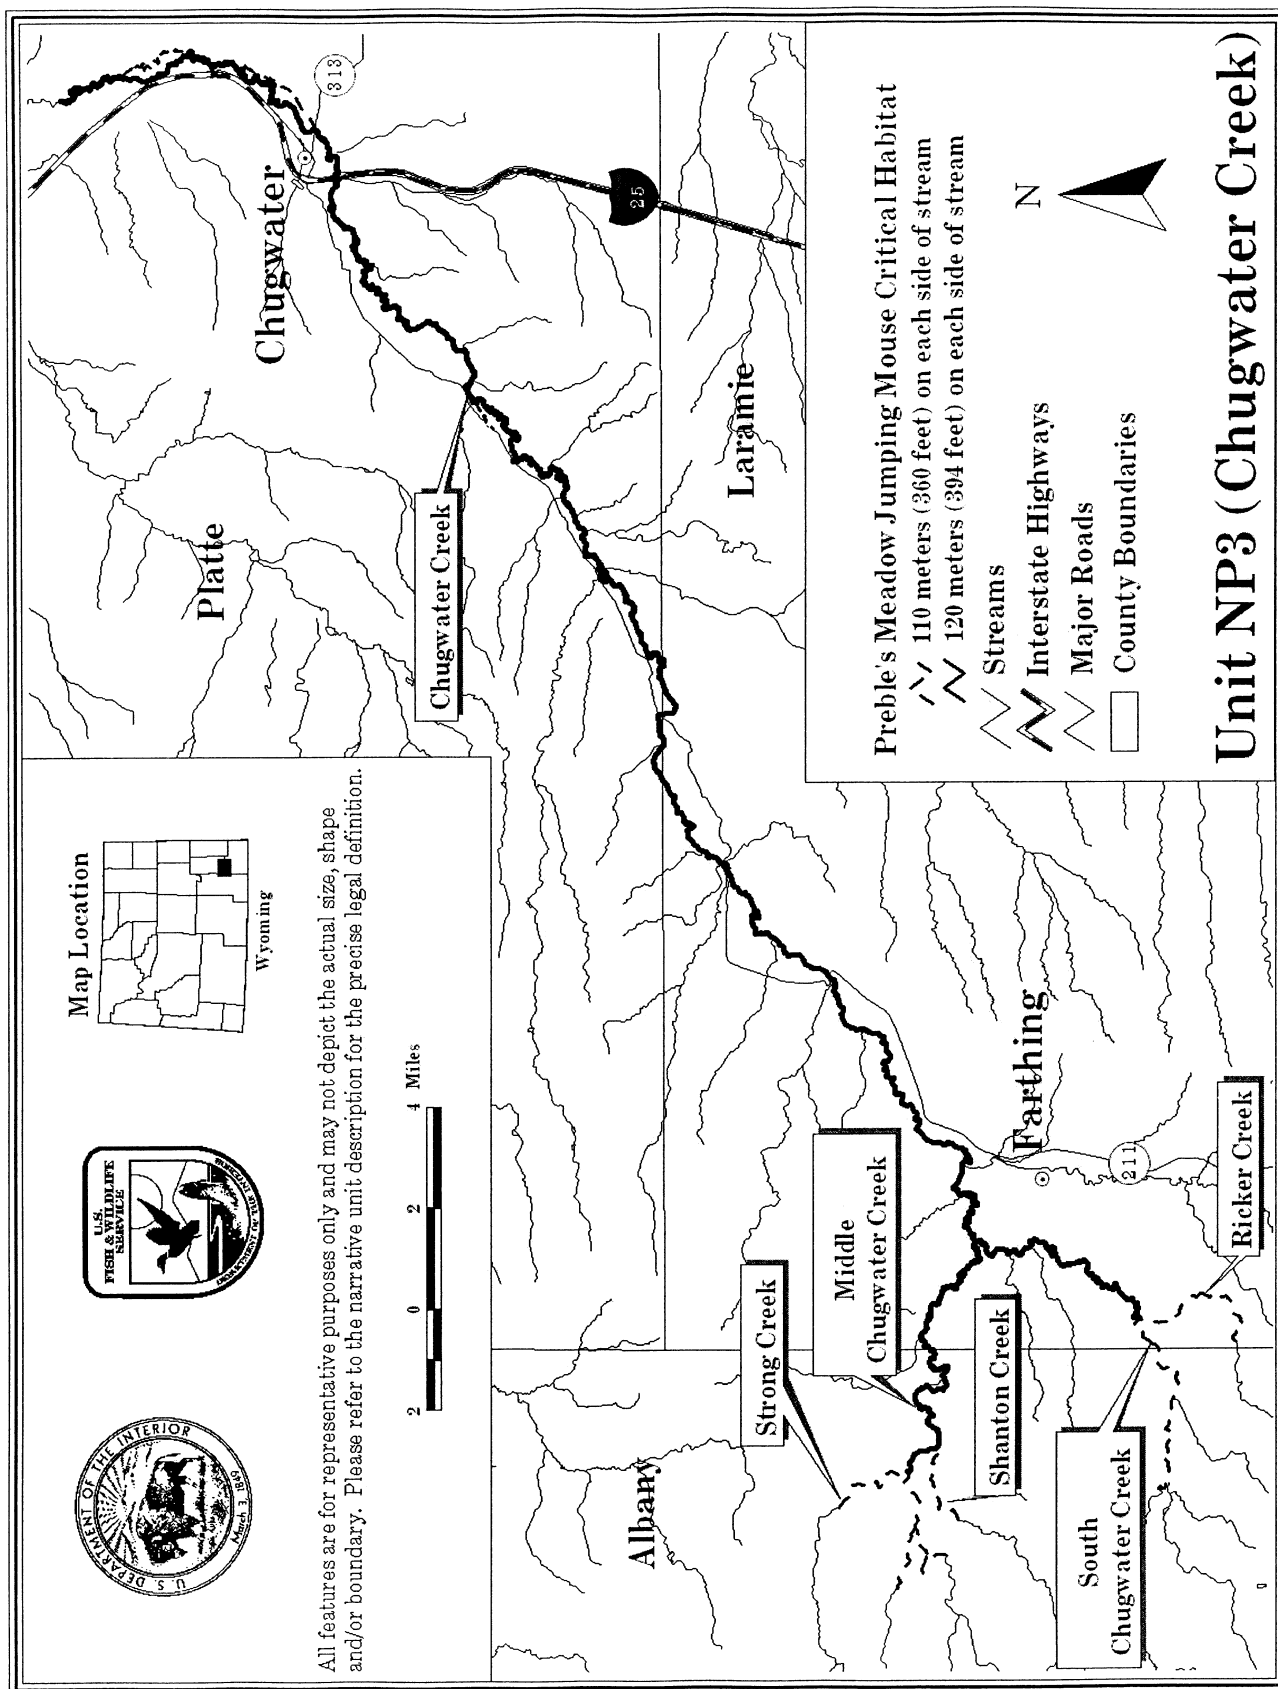 U.S. DEPARTMENT OF THE INTERIOR
March 3, 1849
U.S.
FISH & WILDLIFE
SERVICE
DEPARTMENT OF THE INTERIOR
Map Location
Wyoming
All features are for representative purposes only and may not depict the actual size, shape
and/or boundary. Please refer to the narrative unit description for the precise legal definition.
2 0 2 4 Miles
Platte
Chugwater
313
Chugwater Creek
25
Laramie
Albany
Strong Creek
Middle
Chugwater Creek
Shanton Creek
South
Chugwater Creek
Farthing
211
Ricker Creek
Preble's Meadow Jumping Mouse Critical Habitat
110 meters (360 feet) on each side of stream
120 meters (394 feet) on each side of stream
Streams
Interstate Highways
Major Roads
County Boundaries
N
Unit NP3 (Chugwater Creek)